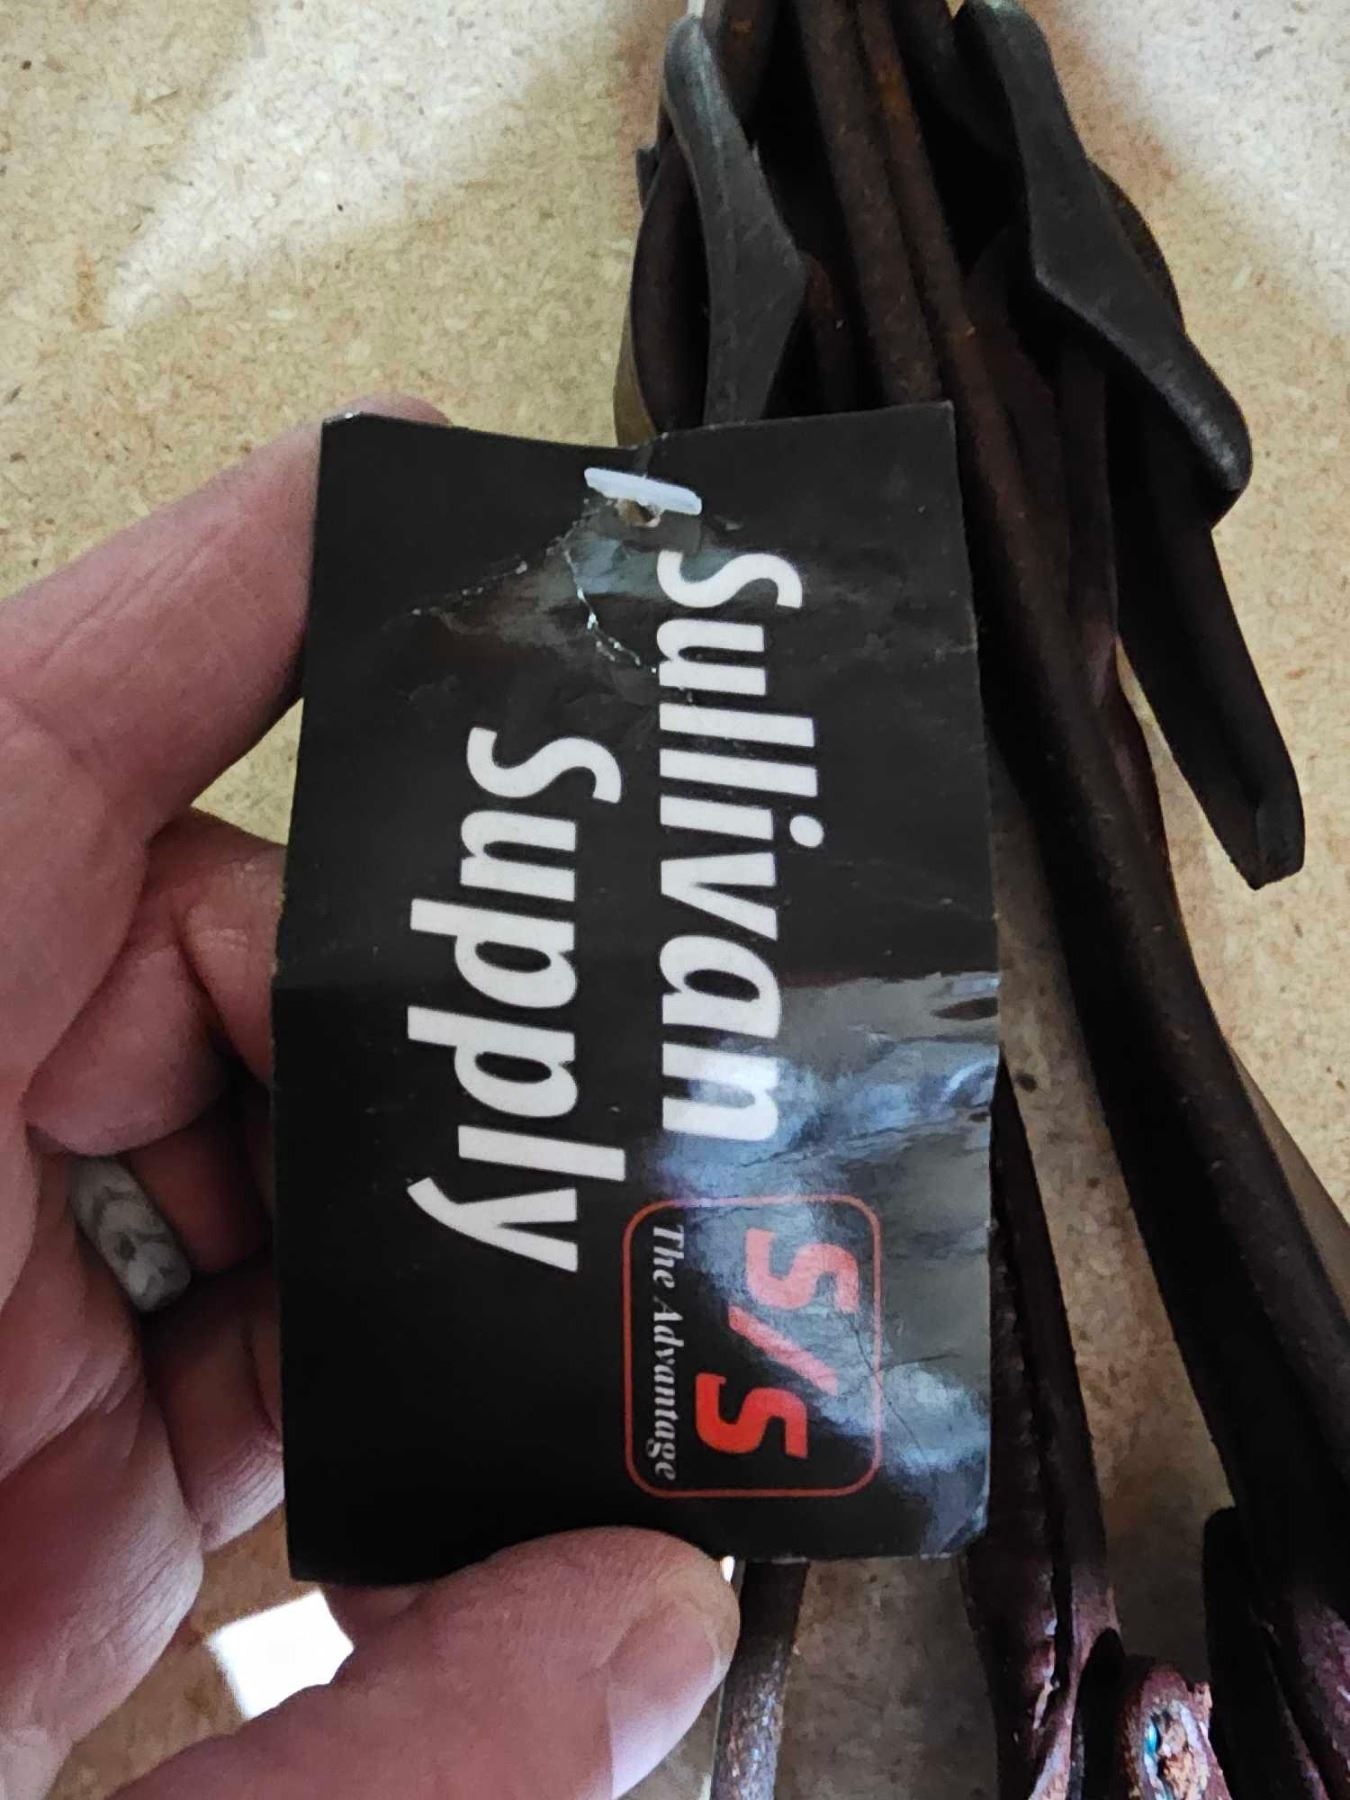 Sullivan
Supply
S/S
The Advantage